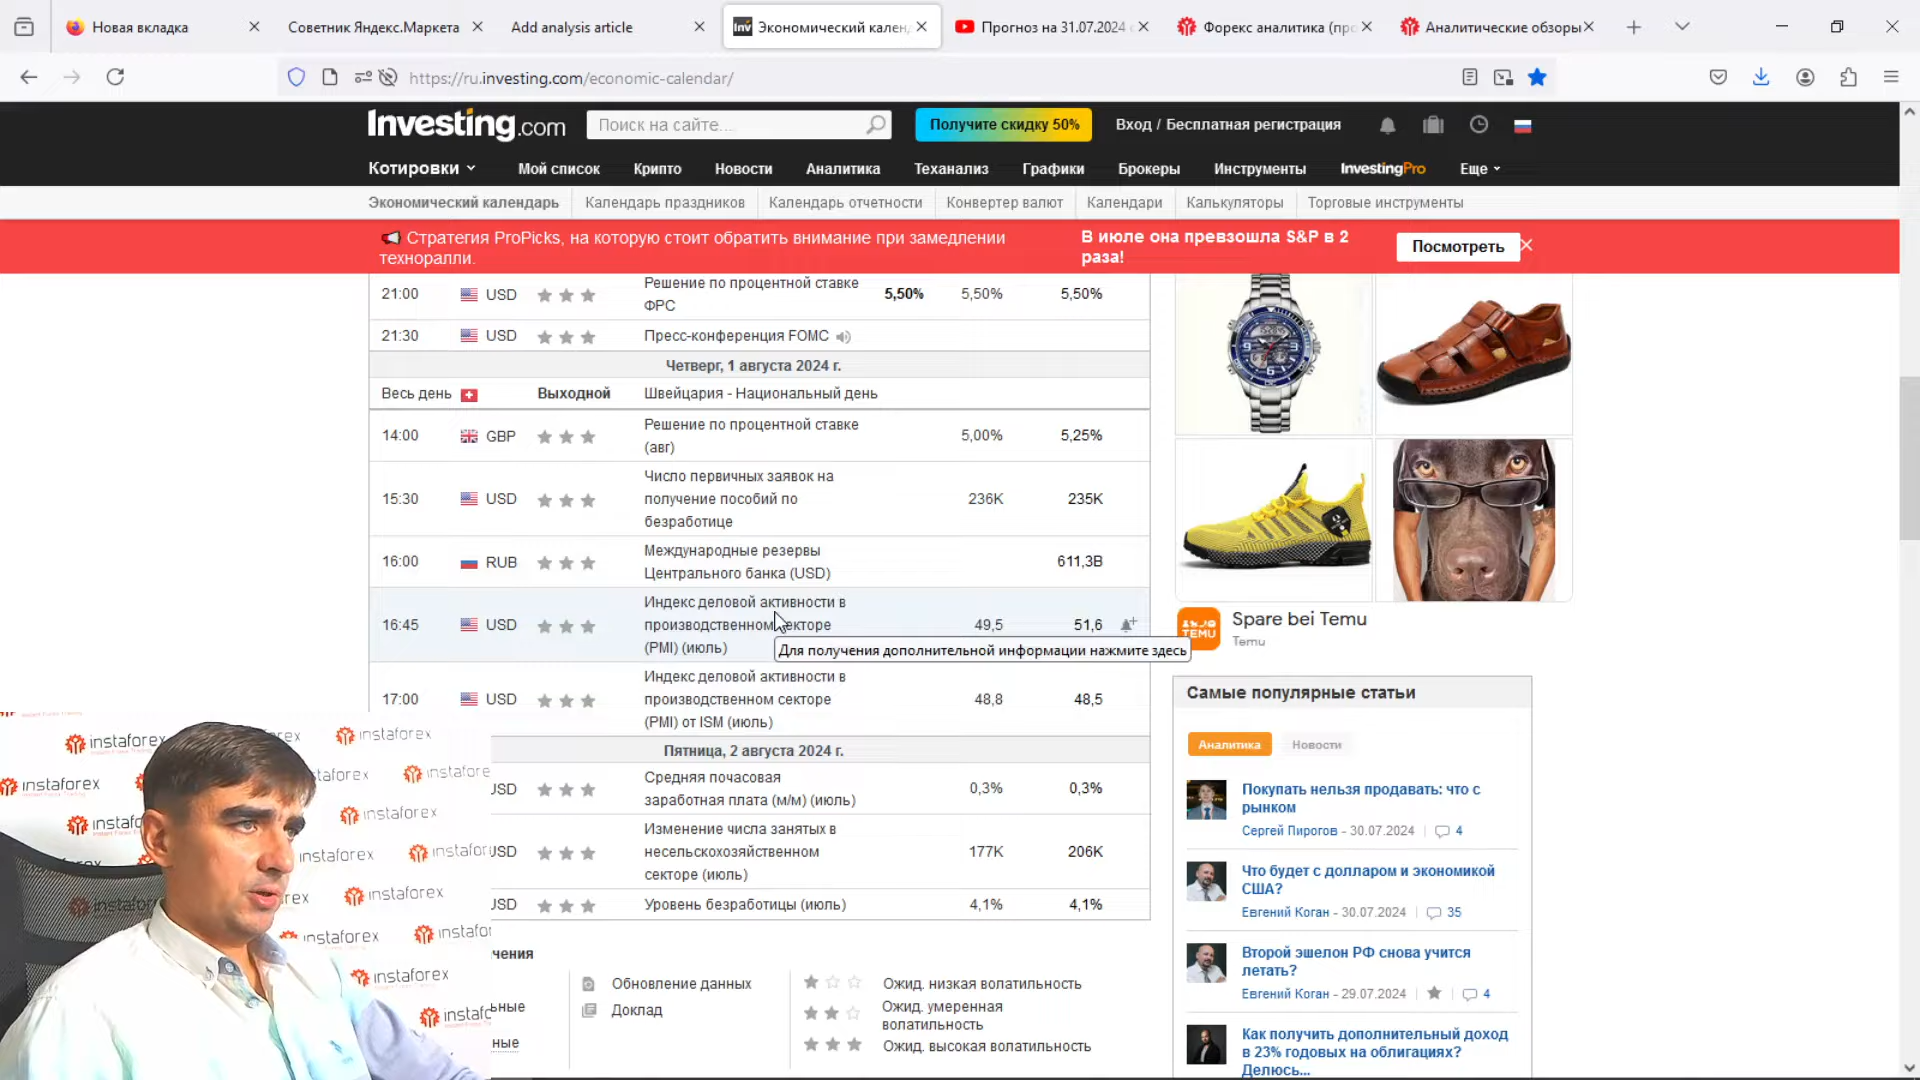 Новая вкладка
Советник Яндекс.Маркета
Add analysis article
Экономический календ
Прогноз на 31.07.2024
Форекс аналитика (про
Аналитические обзоры
https://ru.investing.com/economic-calendar/
Investing.com
Поиск на сайте...
Получите скидку 50%
Вход / Бесплатная регистрация
Котировки
Мой список
Крипто
Новости
Аналитика
Теханализ
Графики
Брокеры
Инструменты
InvestingPro
Еще
Экономический календарь
Календарь праздников
Календарь отчетности
Конвертер валют
Календари
Калькуляторы
Торговые инструменты
Стратегия ProPicks, на которую стоит обратить внимание при замедлении
техноралли.
В июле она превзошла S&P в 2
раза!
Посмотреть
21:00 USD Решение по процентной ставке
ФРС
5,50% 5,50% 5,50%
21:30 USD Пресс-конференция FOMC
Четверг, 1 августа 2024 г.
Весь день Выходной Швейцария - Национальный день
14:00 GBP Решение по процентной ставке
(авг)
5,00% 5,25%
15:30 USD Число первичных заявок на
получение пособий по
безработице
236K 235K
16:00 RUB Международные резервы
Центрального банка (USD)
611,3B
16:45 USD Индекс деловой активности в
производственном секторе
(PMI) (июль)
49,5 51,6
Для получения дополнительной информации нажмите здесь
17:00 USD Индекс деловой активности в
производственном секторе
(PMI) от ISM (июль)
48,8 48,5
Пятница, 2 августа 2024 г.
USD Средняя почасовая
заработная плата (м/м) (июль)
0,3% 0,3%
USD Изменение числа занятых в
несельскохозяйственном
секторе (июль)
177K 206K
USD Уровень безработицы (июль)
4,1% 4,1%
Обновление данных
Доклад
Ожид. низкая волатильность
Ожид. умеренная
волатильность
Ожид. высокая волатильность
TEMU
Spare bei Temu
Temu
Самые популярные статьи
Аналитика
Новости
Покупать нельзя продавать: что с
рынком
Сергей Пирогов - 30.07.2024 4
Что будет с долларом и экономикой
США?
Евгений Коган - 30.07.2024 35
Второй эшелон РФ снова учится
летать?
Евгений Коган - 29.07.2024 4
Как получить дополнительный доход
в 23% годовых на облигациях?
Делюсь...
instaforex
instaforex
instaforex
instaforex
instaforex
instaforex
instaforex